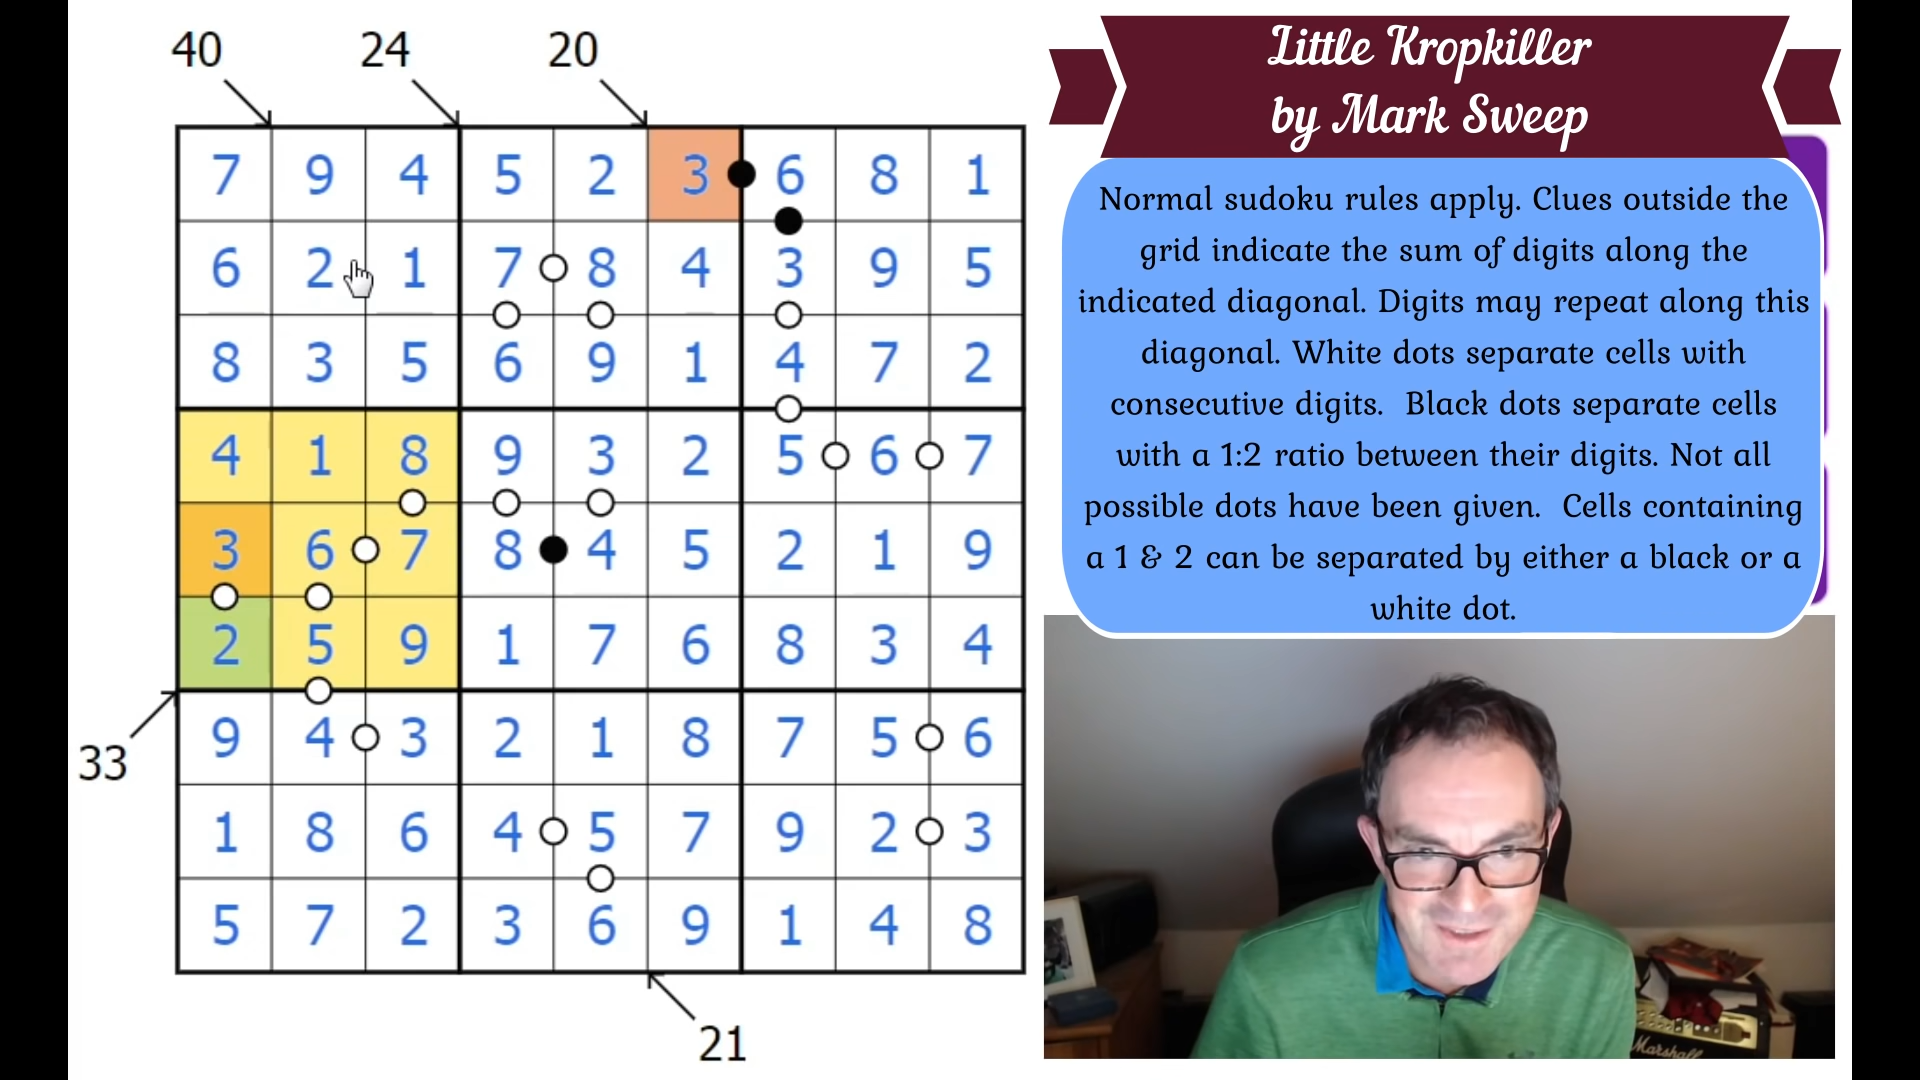 40 24 20
7 9 4 5 2 3 6 8 1
6 2 1 7 8 4 3 9 5
8 3 5 6 9 1 4 7 2
4 1 8 9 3 2 5 6 7
3 6 7 8 4 5 2 1 9
2 5 9 1 7 6 8 3 4
33
9 4 3 2 1 8 7 5 6
1 8 6 4 5 7 9 2 3
5 7 2 3 6 9 1 4 8
21
Little Kropkiller
by Mark Sweep
Normal sudoku rules apply. Clues outside the
grid indicate the sum of digits along the
indicated diagonal. Digits may repeat along this
diagonal. White dots separate cells with
consecutive digits. Black dots separate cells
with a 1:2 ratio between their digits. Not all
possible dots have been given. Cells containing
a 1 & 2 can be separated by either a black or a
white dot.
Marshall